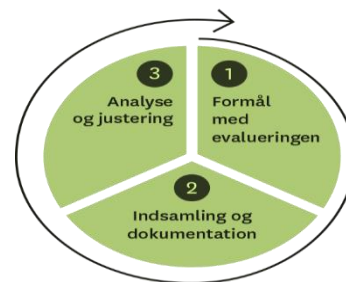 1
Formål
med
evalueringen
2
Indsamling og
dokumentation
3
Analyse
og justering